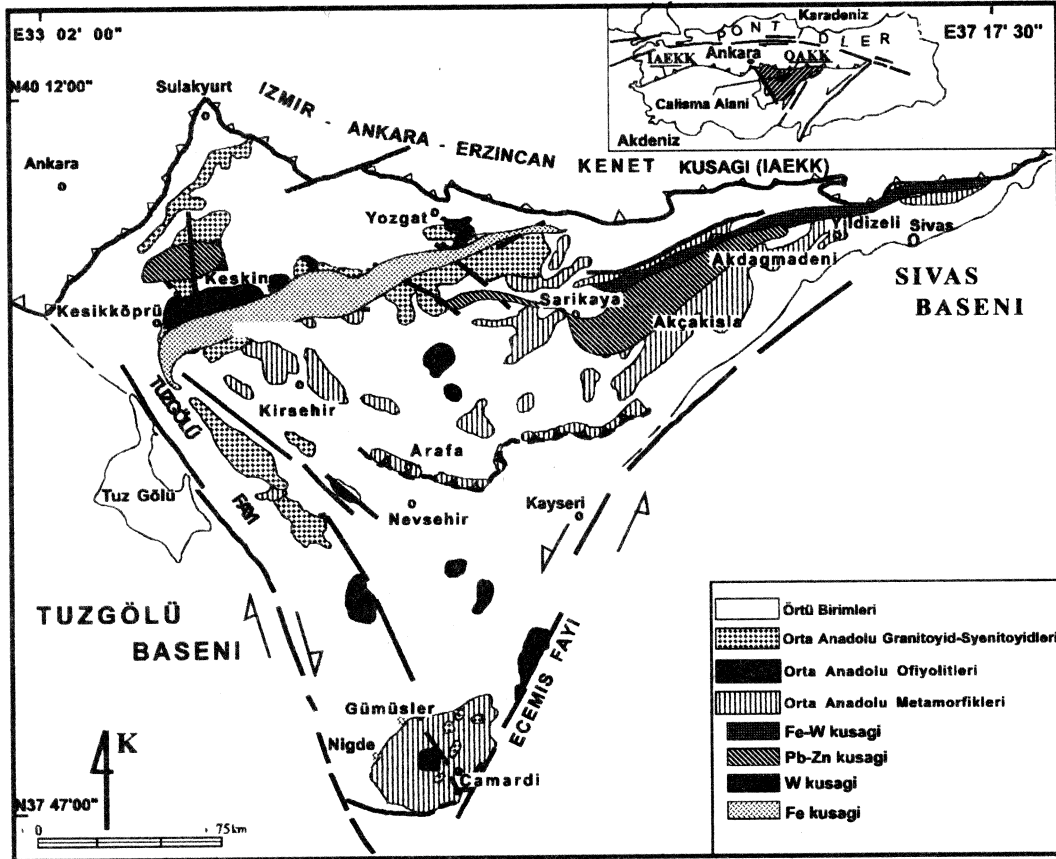 E33 02' 00"
E37 17' 30"
N40 12'00"
Karadeniz
PONTIDLER
IAEKK
Ankara
QAKK
Calisma Alani
Akdeniz
Sulakyurt
Ankara
IZMIR - ANKARA - ERZINCAN KENET KUSAGI (IAEKK)
Yozgat
Yildizeli
Sivas
Keskin
Akdagmadeni
SIVAS
BASENI
Kesikköprü
Sarikaya
Akçakisla
TUZGÖLÜ
FAYI
Kirsehir
Arafa
Tuz Gölü
Nevsehir
Kayseri
TUZGÖLÜ
BASENI
ECEMIS FAYI
Gümüsler
Nigde
Camardi
K
N37 47'00"
0
75km
Örtü Birimleri
Orta Anadolu Granitoyid-Syenitoyidleri
Orta Anadolu Ofiyolitleri
Orta Anadolu Metamorfikleri
Fe-W kusagi
Pb-Zn kusagi
W kusagi
Fe kusagi